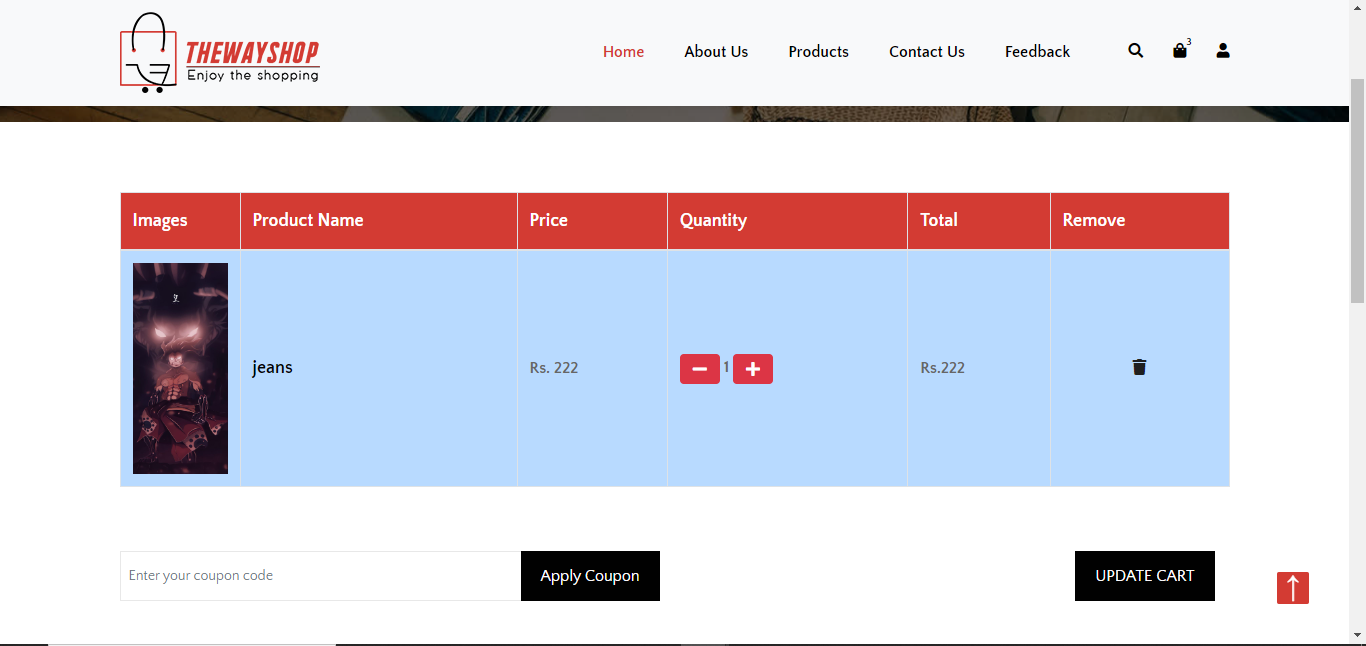 THEWAYSHOP
Enjoy the shopping
Home About Us Products Contact Us Feedback 3
Images Product Name Price Quantity Total Remove
jeans Rs. 222 1 Rs.222
Enter your coupon code Apply Coupon UPDATE CART